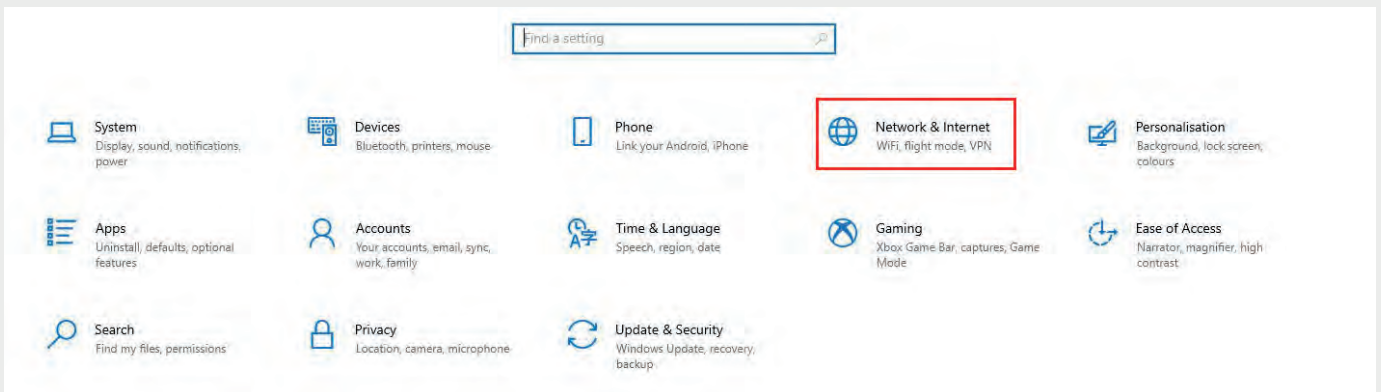 Find a setting
System
Display, sound, notifications,
power
Devices
Bluetooth, printers, mouse
Phone
Link your Android, iPhone
Network & Internet
WiFi, flight mode, VPN
Personalisation
Background, lock screen,
colours
Apps
Uninstall, defaults, optional
features
Accounts
Your accounts, email, sync,
work, family
Time & Language
Speech, region, date
Gaming
Xbox Game Bar, captures, Game
Mode
Ease of Access
Narrator, magnifier, high
contrast
Search
Find my files, permissions
Privacy
Location, camera, microphone
Update & Security
Windows Update, recovery,
backup